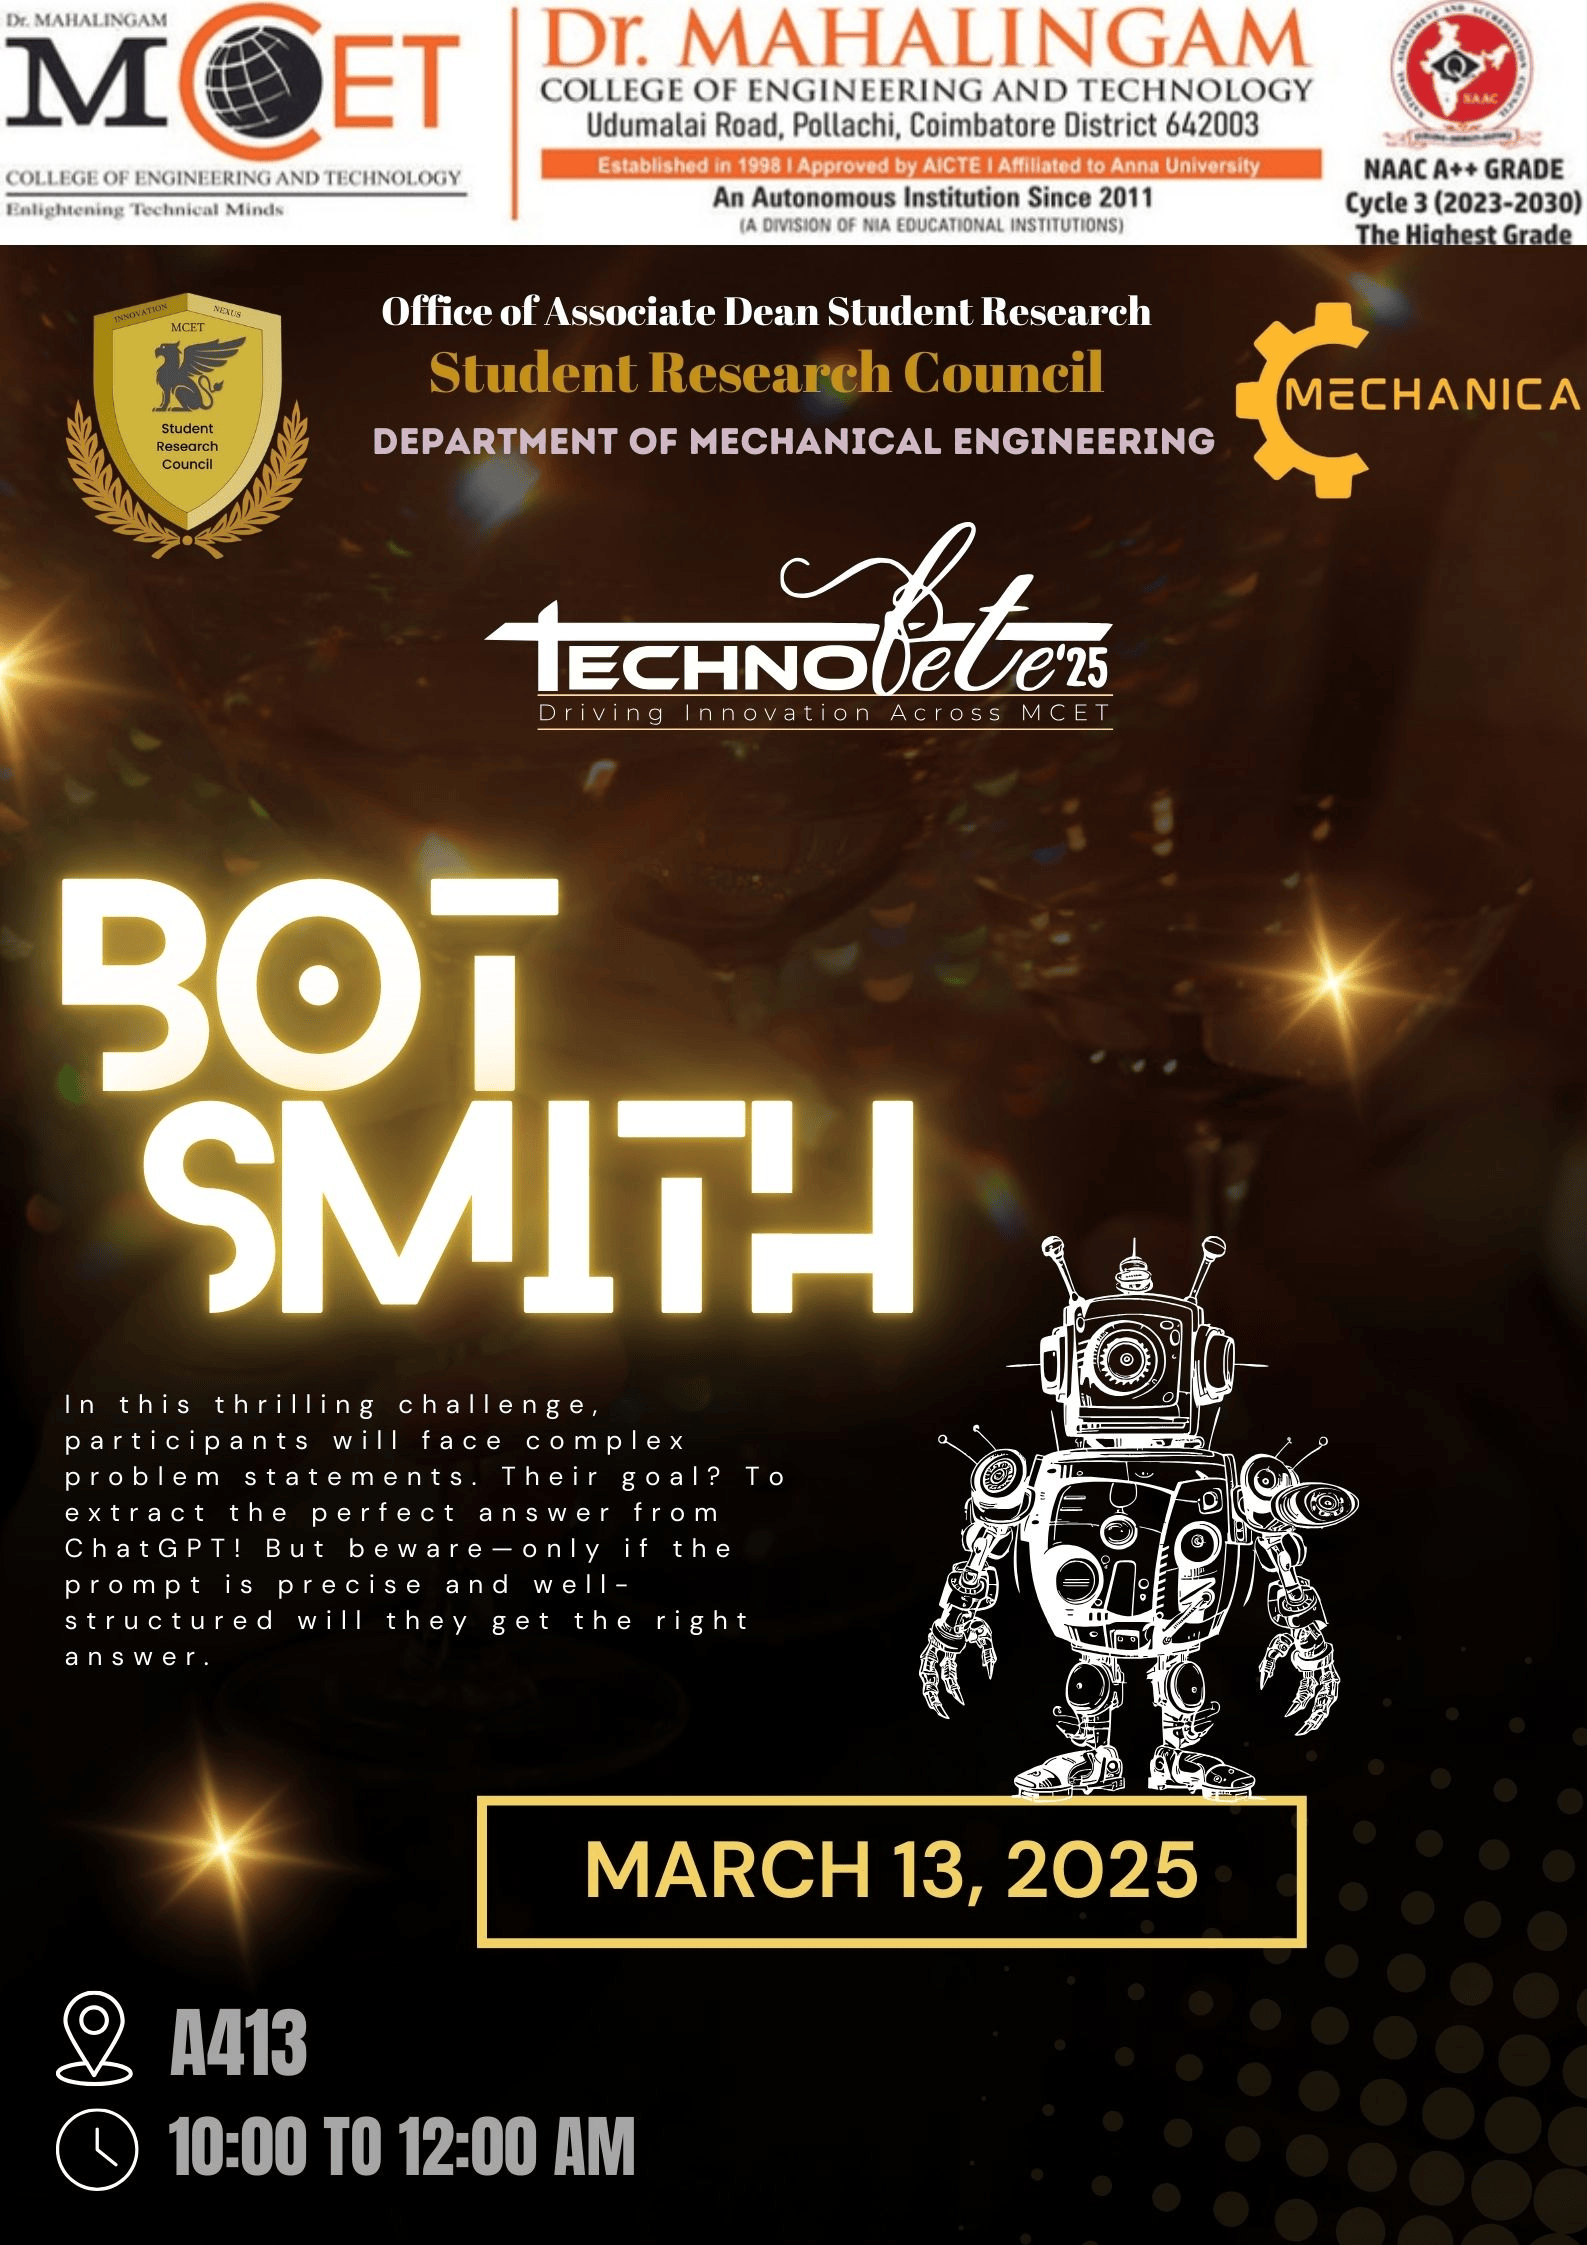 Dr. MAHALINGAM
MCET
COLLEGE OF ENGINEERING AND TECHNOLOGY
Enlightening Technical Minds
Dr. MAHALINGAM
COLLEGE OF ENGINEERING AND TECHNOLOGY
Udumalai Road, Pollachi, Coimbatore District 642003
Established in 1998 I Approved by AICTE I Affiliated to Anna University
An Autonomous Institution Since 2011
(A DIVISION OF NIA EDUCATIONAL INSTITUTIONS)
NATIONAL ASSESSMENT AND ACCREDITATION COUNCIL
NAAC
NAAC A++ GRADE
Cycle 3 (2023-2030)
The Highest Grade
INNOVATION NEXUS
MCET
Student
Research
Council
Office of Associate Dean Student Research
Student Research Council
DEPARTMENT OF MECHANICAL ENGINEERING
MECHANICA
TECHNOfete'25
Driving Innovation Across MCET
BOT
SMITH
In this thrilling challenge,
participants will face complex
problem statements. Their goal? To
extract the perfect answer from
ChatGPT! But beware—only if the
prompt is precise and well-
structured will they get the right
answer.
MARCH 13, 2025
A413
10:00 TO 12:00 AM